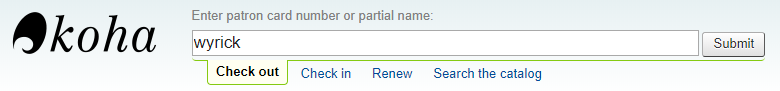 koha
Enter patron card number or partial name:
wyrick
Submit
Check out
Check in
Renew
Search the catalog